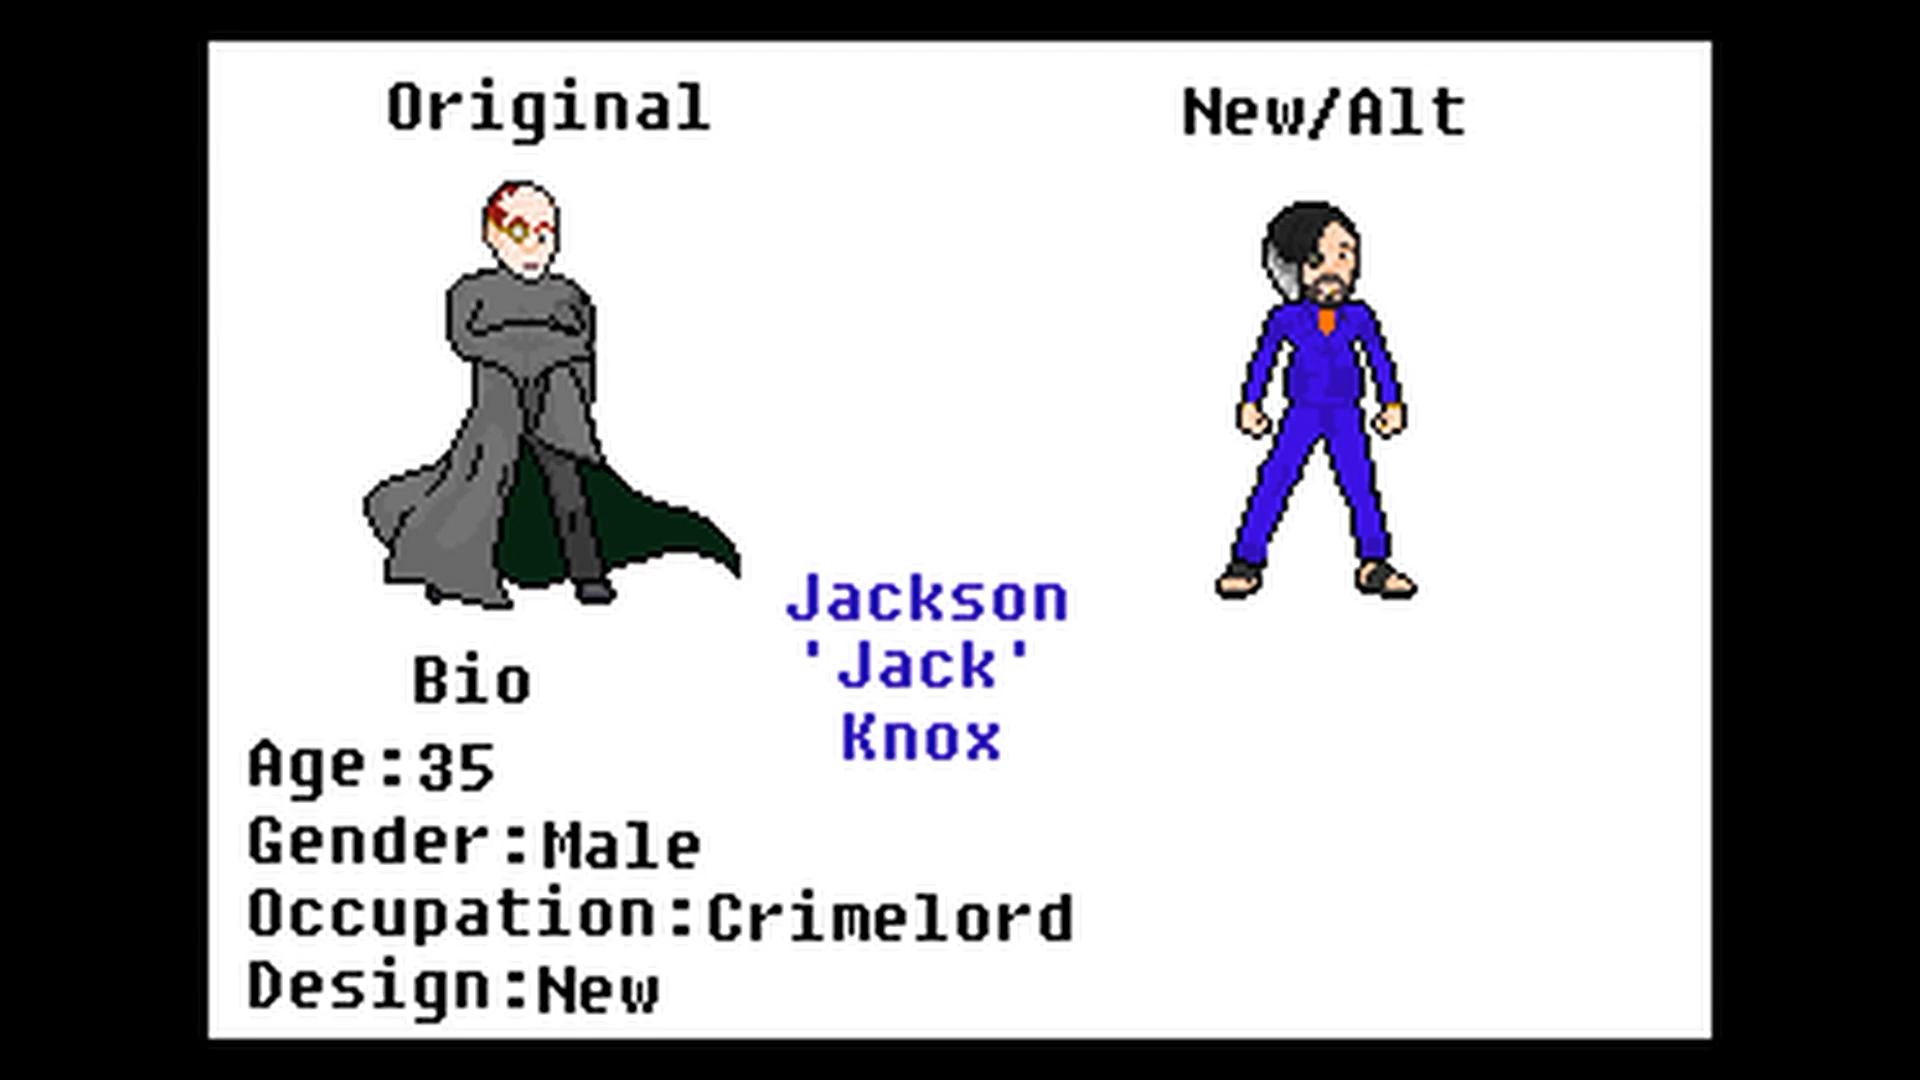 Original
New/Alt
Jackson
'Jack'
Knox
Bio
Age:35
Gender:Male
Occupation:Crimelord
Design:New